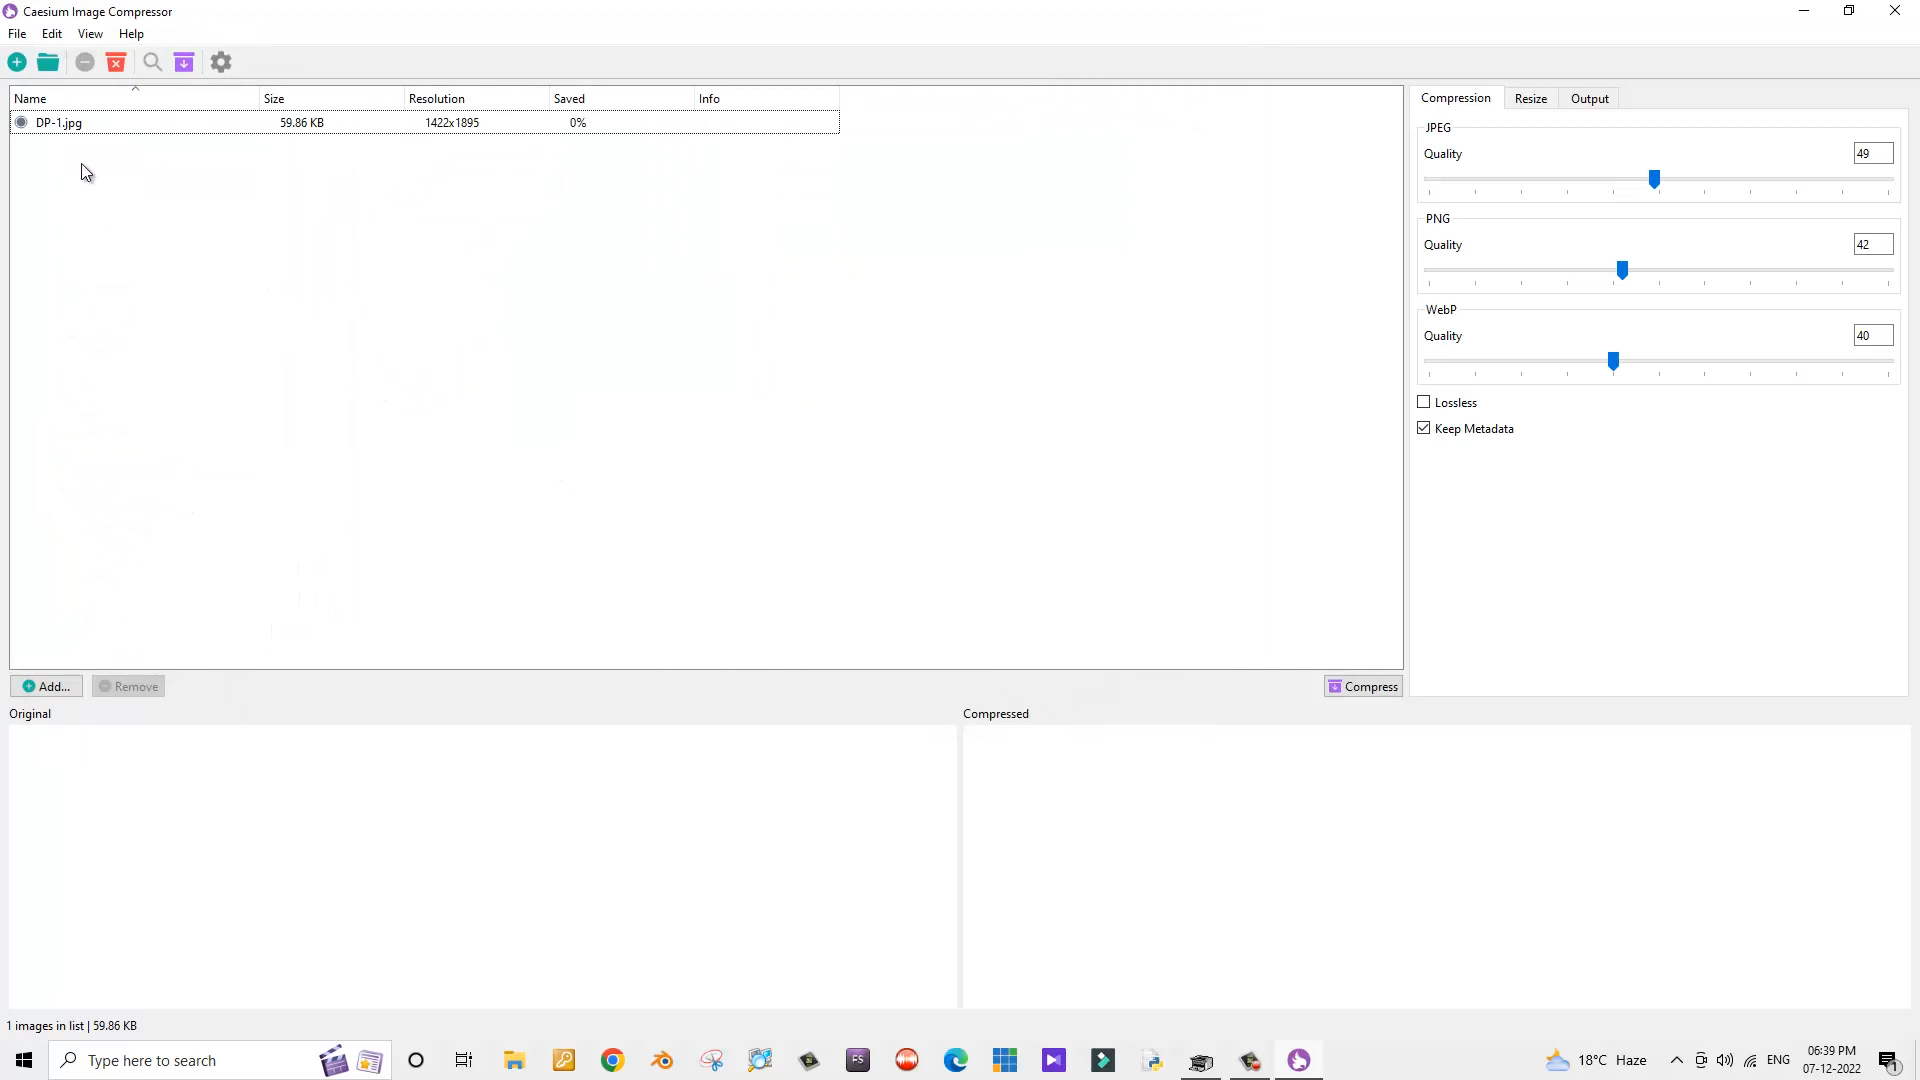 Caesium Image Compressor
File Edit View Help
Name Size Resolution Saved Info
DP-1.jpg 59.86 KB 1422x1895 0%
Compression Resize Output
JPEG
Quality 49
PNG
Quality 42
WebP
Quality 40
Lossless
Keep Metadata
Add... Remove Compress
Original Compressed
1 images in list | 59.86 KB
Type here to search
FS
18°C Haze
ENG
06:39 PM
07-12-2022
1